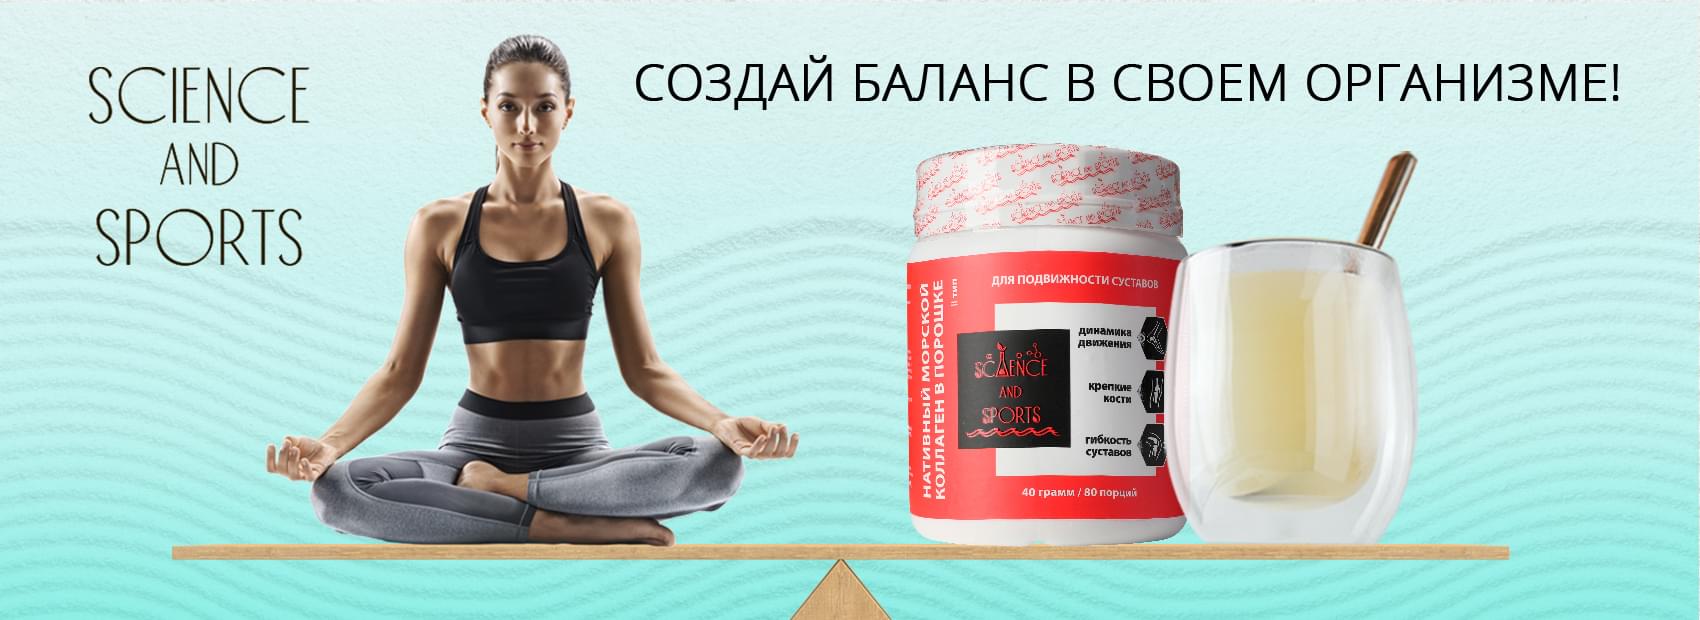 SCIENCE
AND
SPORTS
СОЗДАЙ БАЛАНС В СВОЕМ ОРГАНИЗМЕ!
НАТИВНЫЙ МОРСКОЙ
КОЛЛАГЕН В ПОРОШКЕ
II тип
ДЛЯ ПОДВИЖНОСТИ СУСТАВОВ
SCIENCE
AND
SPORTS
динамика
движения
крепкие
кости
гибкость
суставов
40 грамм / 80 порций